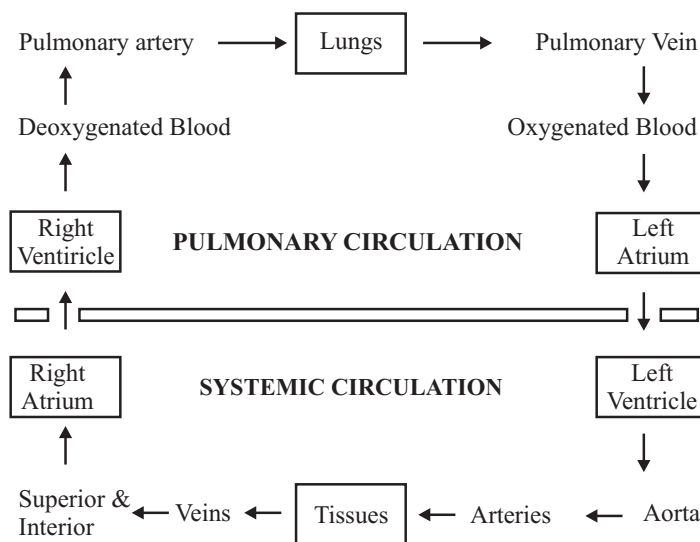 Pulmonary artery
Lungs
Pulmonary Vein
Deoxygenated Blood
Oxygenated Blood
Right
Ventiricle
PULMONARY CIRCULATION
Left
Atrium
Right
Atrium
SYSTEMIC CIRCULATION
Left
Ventricle
Superior &
Interior
Veins
Tissues
Arteries
Aorta